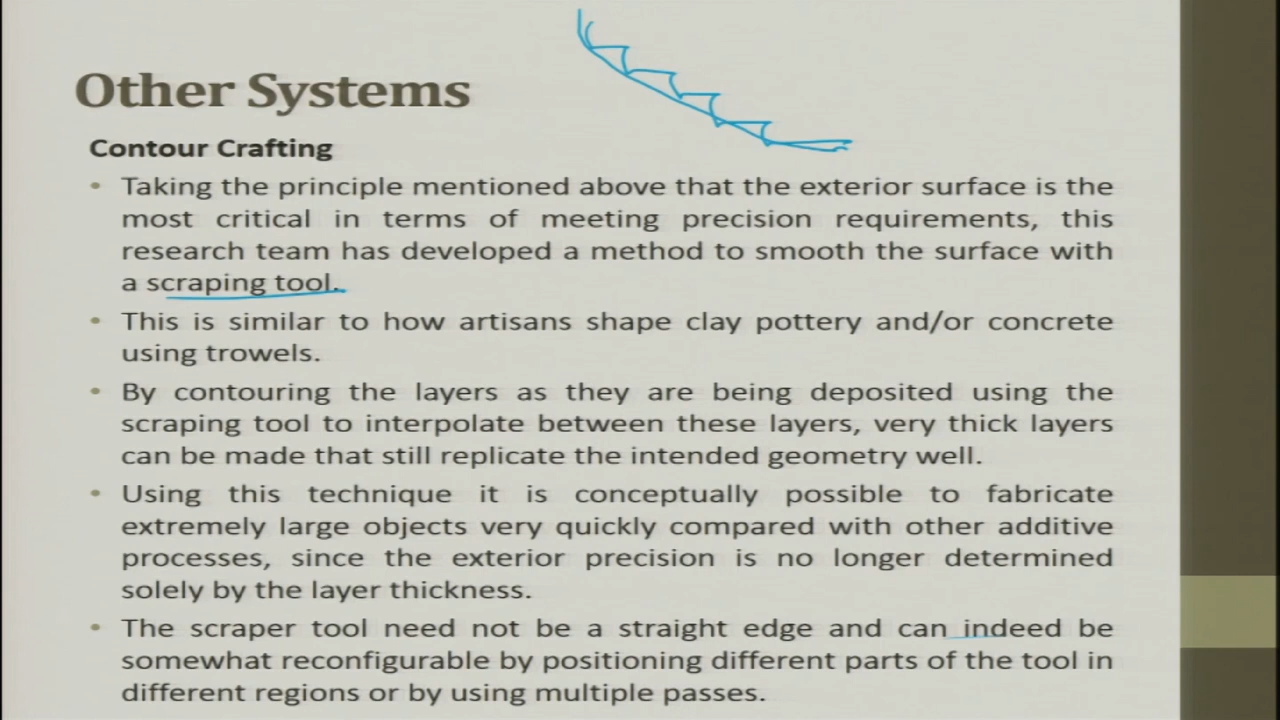 Other Systems
Contour Crafting
• Taking the principle mentioned above that the exterior surface is the
most critical in terms of meeting precision requirements, this
research team has developed a method to smooth the surface with
a scraping tool.
• This is similar to how artisans shape clay pottery and/or concrete
using trowels.
• By contouring the layers as they are being deposited using the
scraping tool to interpolate between these layers, very thick layers
can be made that still replicate the intended geometry well.
• Using this technique it is conceptually possible to fabricate
extremely large objects very quickly compared with other additive
processes, since the exterior precision is no longer determined
solely by the layer thickness.
• The scraper tool need not be a straight edge and can indeed be
somewhat reconfigurable by positioning different parts of the tool in
different regions or by using multiple passes.